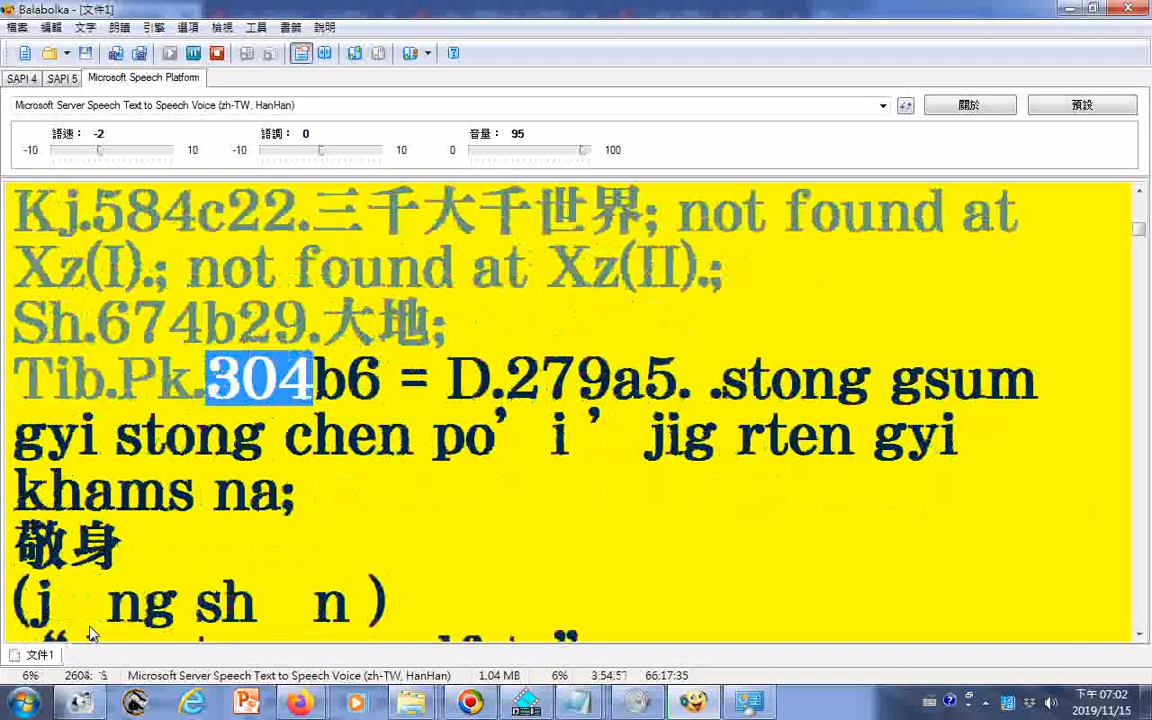 Balabolka - [文件1]
檔案 編輯 文字 朗讀 引擎 選項 檢視 工具 書籤 說明
SAPI 4 SAPI 5 Microsoft Speech Platform
Microsoft Server Speech Text to Speech Voice (zh-TW, HanHan) 關於 預設
語速： -2 語調： 0 音量： 95
-10 10 -10 10 0 100
Kj.584c22.三千大千世界; not found at
Xz(I).; not found at Xz(II).;
Sh.674b29.大地;
Tib.Pk.304b6 = D.279a5. .stong gsum
gyi stong chen po’ i ’ jig rten gyi
khams na;
敬身
(j ng sh n )
文件1
6% Microsoft Server Speech Text to Speech Voice (zh-TW, HanHan) 1.04 MB 6% 66:17:35
下午 07:02
2019/11/15